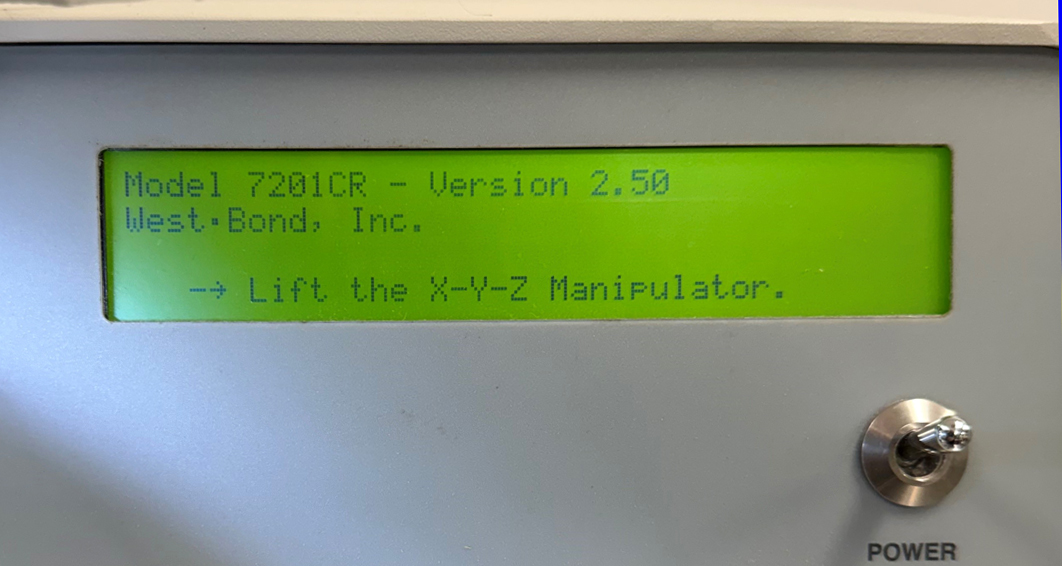 Model 7201CR - Version 2.50
West·Bond, Inc.
→ Lift the X-Y-Z Manipulator.
POWER